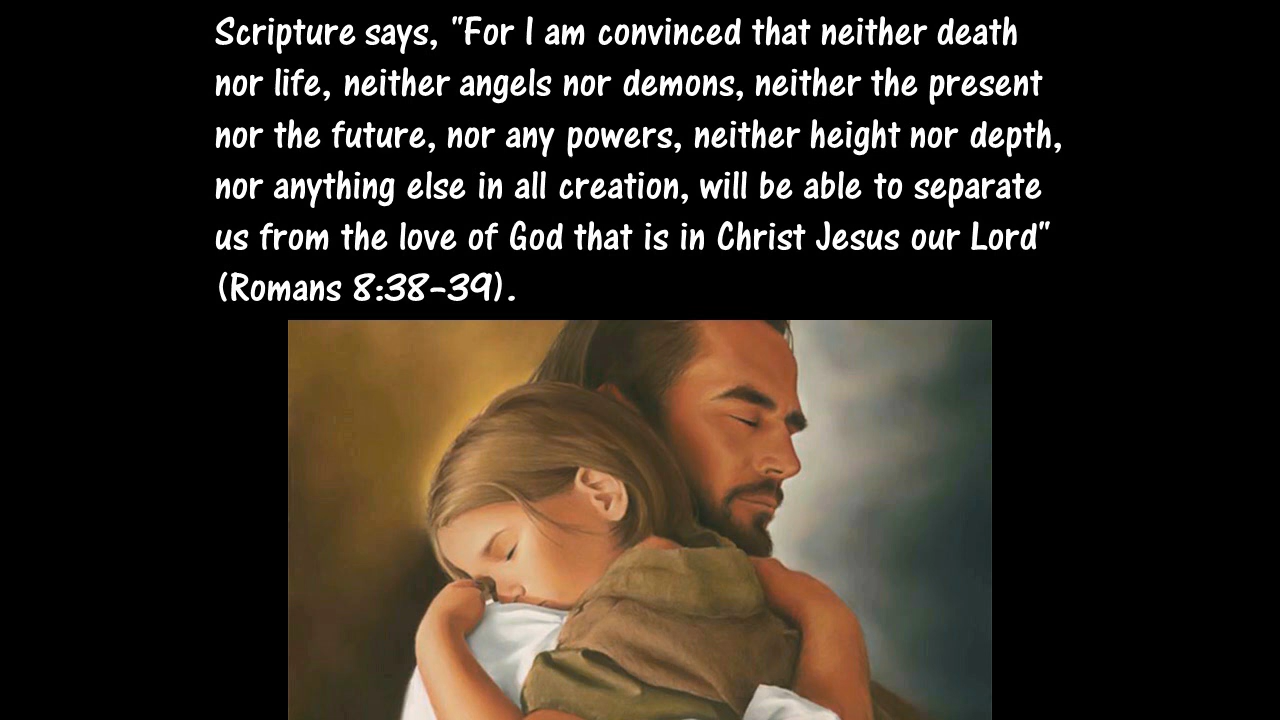 Scripture says, "For I am convinced that neither death
nor life, neither angels nor demons, neither the present
nor the future, nor any powers, neither height nor depth,
nor anything else in all creation, will be able to separate
us from the love of God that is in Christ Jesus our Lord"
(Romans 8:38-39).